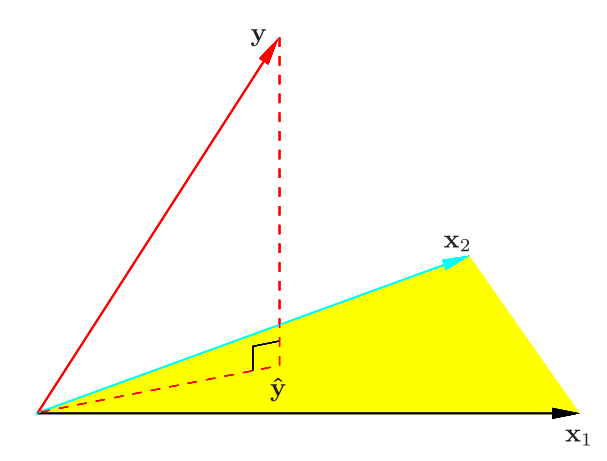 y
x₂
ŷ
x₁